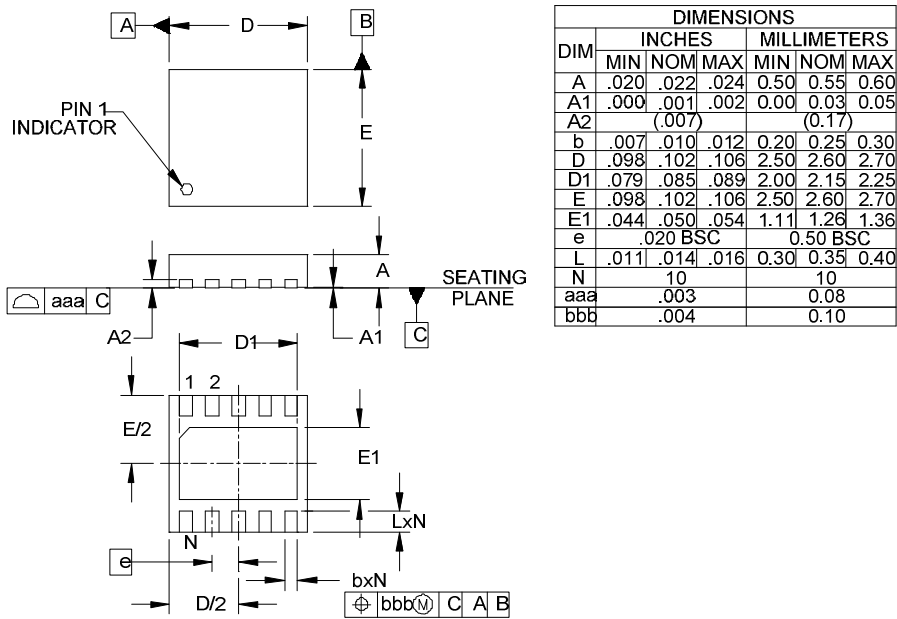 A D B
PIN 1
INDICATOR
E
A
SEATING
PLANE
aaa C
A2 A1 C
D1
1 2
E/2
E1
LxN
N
e
bxN
D/2
bbb M C A B
DIMENSIONS
DIM INCHES MILLIMETERS
MIN NOM MAX MIN NOM MAX
A .020 .022 .024 0.50 0.55 0.60
A1 .000 .001 .002 0.00 0.03 0.05
A2 (.007) (0.17)
b .007 .010 .012 0.20 0.25 0.30
D .098 .102 .106 2.50 2.60 2.70
D1 .079 .085 .089 2.00 2.15 2.25
E .098 .102 .106 2.50 2.60 2.70
E1 .044 .050 .054 1.11 1.26 1.36
e .020 BSC 0.50 BSC
L .011 .014 .016 0.30 0.35 0.40
N 10 10
aaa .003 0.08
bbb .004 0.10